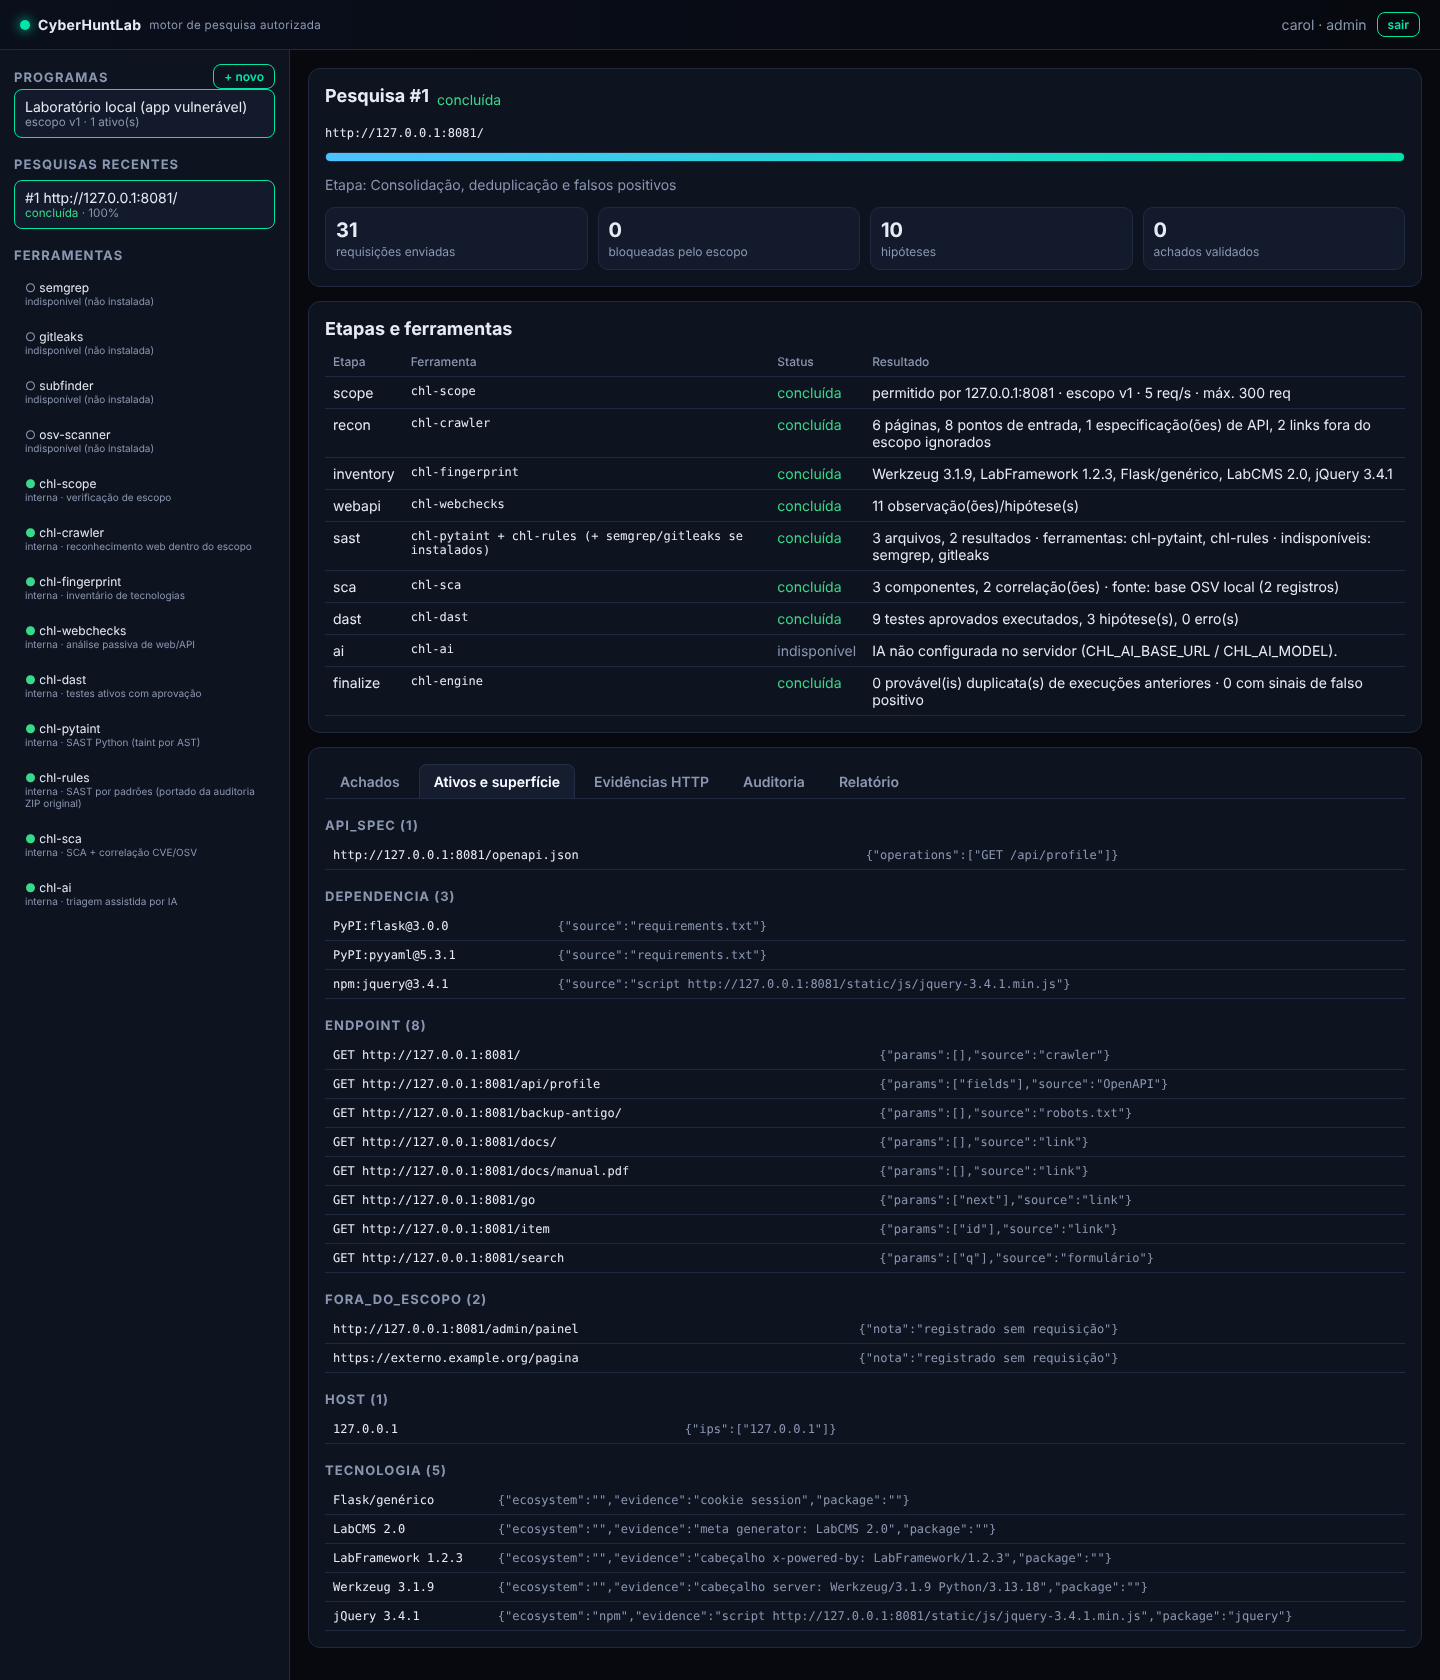 CyberHuntLab motor de pesquisa autorizada
carol · admin sair
PROGRAMAS
+ novo
Laboratório local (app vulnerável)
escopo v1 · 1 ativo(s)
PESQUISAS RECENTES
#1 http://127.0.0.1:8081/
concluída · 100%
FERRAMENTAS
semgrep
indisponível (não instalada)
gitleaks
indisponível (não instalada)
subfinder
indisponível (não instalada)
osv-scanner
indisponível (não instalada)
chl-scope
interna · verificação de escopo
chl-crawler
interna · reconhecimento web dentro do escopo
chl-fingerprint
interna · inventário de tecnologias
chl-webchecks
interna · análise passiva de web/API
chl-dast
interna · testes ativos com aprovação
chl-pytaint
interna · SAST Python (taint por AST)
chl-rules
interna · SAST por padrões (portado da auditoria
ZIP original)
chl-sca
interna · SCA + correlação CVE/OSV
chl-ai
interna · triagem assistida por IA
Pesquisa #1 concluída
http://127.0.0.1:8081/
Etapa: Consolidação, deduplicação e falsos positivos
31
requisições enviadas
0
bloqueadas pelo escopo
10
hipóteses
0
achados validados
Etapas e ferramentas
Etapa Ferramenta Status Resultado
scope chl-scope concluída permitido por 127.0.0.1:8081 · escopo v1 · 5 req/s · máx. 300 req
recon chl-crawler concluída 6 páginas, 8 pontos de entrada, 1 especificação(ões) de API, 2 links fora do
escopo ignorados
inventory chl-fingerprint concluída Werkzeug 3.1.9, LabFramework 1.2.3, Flask/genérico, LabCMS 2.0, jQuery 3.4.1
webapi chl-webchecks concluída 11 observação(ões)/hipótese(s)
sast chl-pytaint + chl-rules (+ semgrep/gitleaks se
instalados) concluída 3 arquivos, 2 resultados · ferramentas: chl-pytaint, chl-rules · indisponíveis:
semgrep, gitleaks
sca chl-sca concluída 3 componentes, 2 correlação(ões) · fonte: base OSV local (2 registros)
dast chl-dast concluída 9 testes aprovados executados, 3 hipótese(s), 0 erro(s)
ai chl-ai indisponível IA não configurada no servidor (CHL_AI_BASE_URL / CHL_AI_MODEL).
finalize chl-engine concluída 0 provável(is) duplicata(s) de execuções anteriores · 0 com sinais de falso
positivo
Achados Ativos e superfície Evidências HTTP Auditoria Relatório
API_SPEC (1)
http://127.0.0.1:8081/openapi.json {"operations":["GET /api/profile"]}
DEPENDENCIA (3)
PyPI:flask@3.0.0 {"source":"requirements.txt"}
PyPI:pyyaml@5.3.1 {"source":"requirements.txt"}
npm:jquery@3.4.1 {"source":"script http://127.0.0.1:8081/static/js/jquery-3.4.1.min.js"}
ENDPOINT (8)
GET http://127.0.0.1:8081/ {"params":[],"source":"crawler"}
GET http://127.0.0.1:8081/api/profile {"params":["fields"],"source":"OpenAPI"}
GET http://127.0.0.1:8081/backup-antigo/ {"params":[],"source":"robots.txt"}
GET http://127.0.0.1:8081/docs/ {"params":[],"source":"link"}
GET http://127.0.0.1:8081/docs/manual.pdf {"params":[],"source":"link"}
GET http://127.0.0.1:8081/go {"params":["next"],"source":"link"}
GET http://127.0.0.1:8081/item {"params":["id"],"source":"link"}
GET http://127.0.0.1:8081/search {"params":["q"],"source":"formulário"}
FORA_DO_ESCOPO (2)
http://127.0.0.1:8081/admin/painel {"nota":"registrado sem requisição"}
https://externo.example.org/pagina {"nota":"registrado sem requisição"}
HOST (1)
127.0.0.1 {"ips":["127.0.0.1"]}
TECNOLOGIA (5)
Flask/genérico {"ecosystem":"","evidence":"cookie session","package":""}
LabCMS 2.0 {"ecosystem":"","evidence":"meta generator: LabCMS 2.0","package":""}
LabFramework 1.2.3 {"ecosystem":"","evidence":"cabeçalho x-powered-by: LabFramework/1.2.3","package":""}
Werkzeug 3.1.9 {"ecosystem":"","evidence":"cabeçalho server: Werkzeug/3.1.9 Python/3.13.18","package":""}
jQuery 3.4.1 {"ecosystem":"npm","evidence":"script http://127.0.0.1:8081/static/js/jquery-3.4.1.min.js","package":"jquery"}